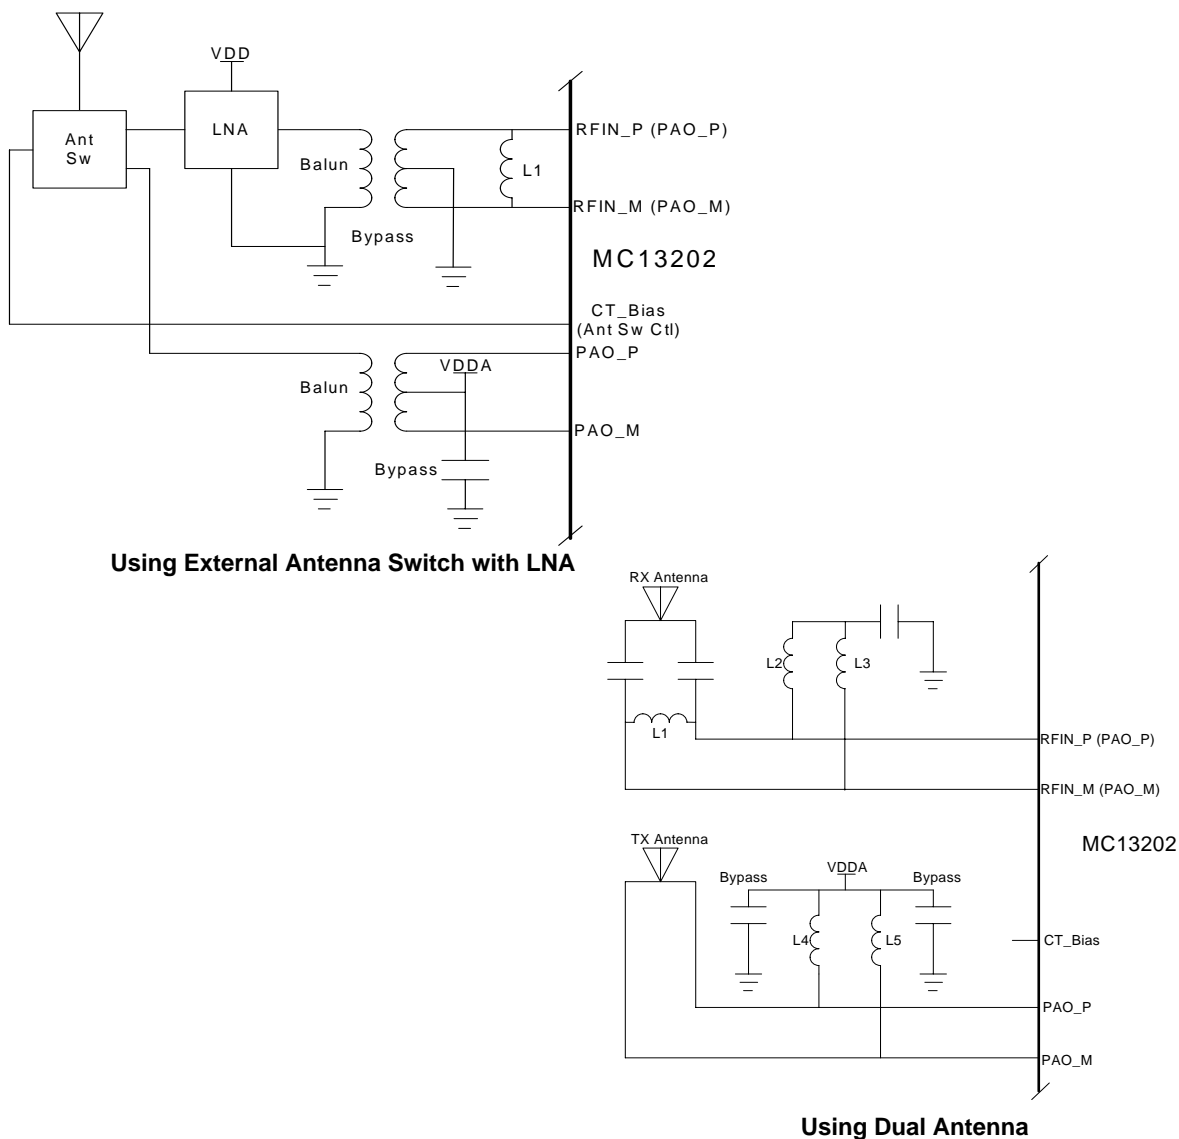 VDD
Ant
Sw
LNA
Balun
Bypass
L1
RFIN_P (PAO_P)
RFIN_M (PAO_M)
MC13202
CT_Bias
(Ant Sw Ctl)
PAO_P
Balun
VDDA
PAO_M
Bypass
Using External Antenna Switch with LNA
RX Antenna
L2
L3
L1
RFIN_P (PAO_P)
RFIN_M (PAO_M)
MC13202
TX Antenna
Bypass
VDDA
Bypass
L4
L5
CT_Bias
PAO_P
PAO_M
Using Dual Antenna